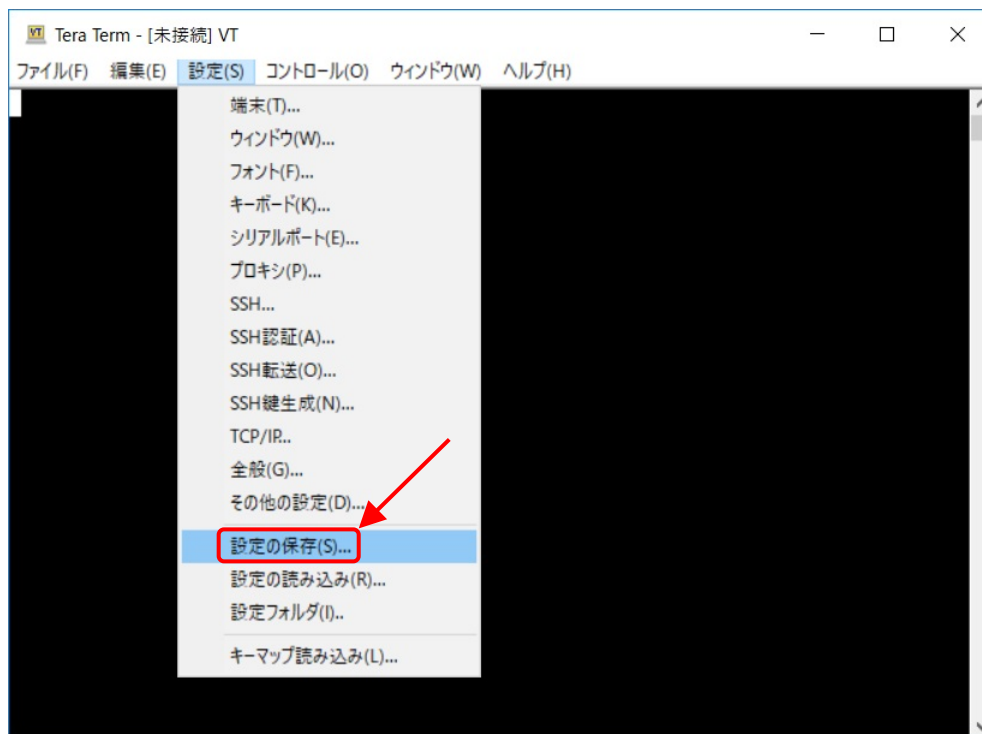 Tera Term - [未接続] VT
ファイル(F) 編集(E) 設定(S) コントロール(O) ウィンドウ(W) ヘルプ(H)
端末(T)...
ウィンドウ(W)...
フォント(F)...
キーボード(K)...
シリアルポート(E)...
プロキシ(P)...
SSH...
SSH認証(A)...
SSH転送(O)...
SSH鍵生成(N)...
TCP/IP...
全般(G)...
その他の設定(D)...
設定の保存(S)...
設定の読み込み(R)...
設定フォルダ(I)..
キーマップ読み込み(L)...